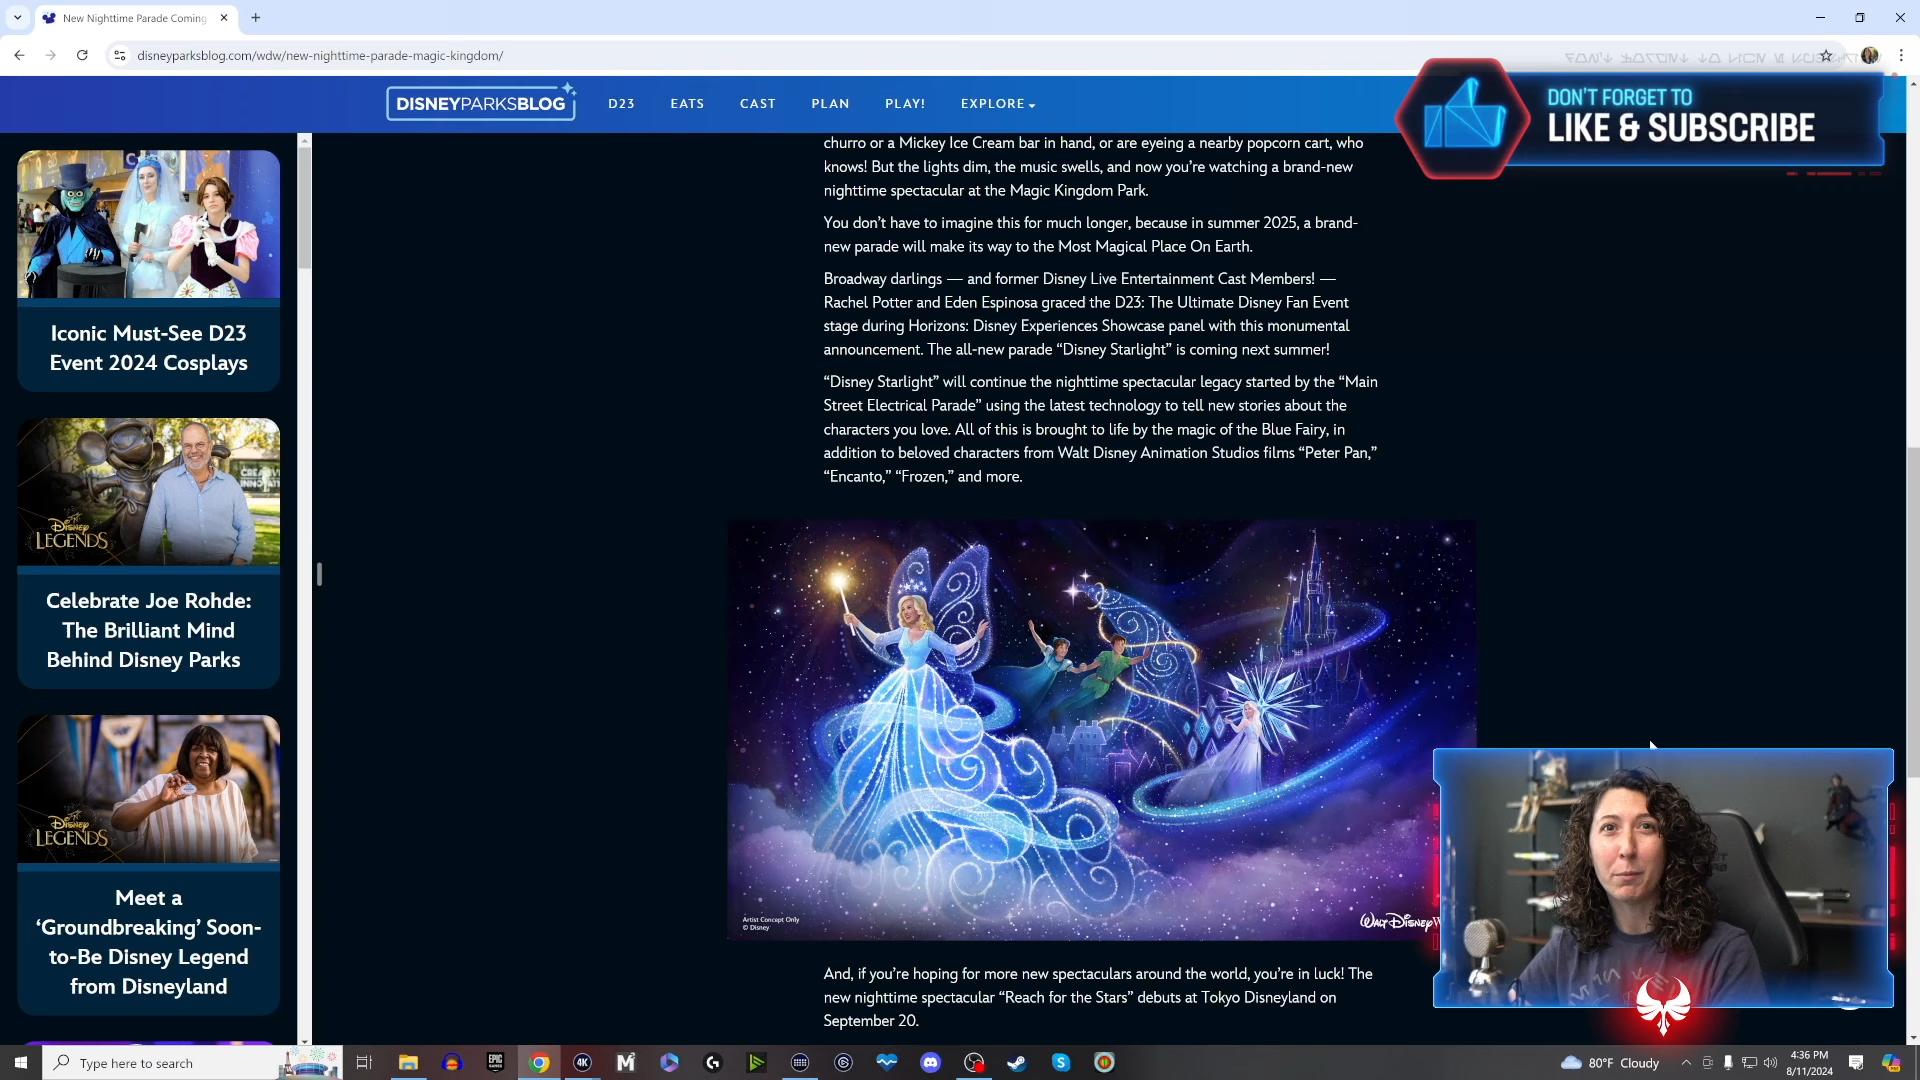 New Nighttime Parade Coming
disneyparksblog.com/wdw/new-nighttime-parade-magic-kingdom/
DISNEYPARKSBLOG
D23
EATS
CAST
PLAN
PLAY!
EXPLORE
DON'T FORGET TO
LIKE & SUBSCRIBE
churro or a Mickey Ice Cream bar in hand, or are eyeing a nearby popcorn cart, who
knows! But the lights dim, the music swells, and now you’re watching a brand-new
nighttime spectacular at the Magic Kingdom Park.
You don’t have to imagine this for much longer, because in summer 2025, a brand-
new parade will make its way to the Most Magical Place On Earth.
Broadway darlings — and former Disney Live Entertainment Cast Members! —
Rachel Potter and Eden Espinosa graced the D23: The Ultimate Disney Fan Event
stage during Horizons: Disney Experiences Showcase panel with this monumental
announcement. The all-new parade “Disney Starlight” is coming next summer!
“Disney Starlight” will continue the nighttime spectacular legacy started by the “Main
Street Electrical Parade” using the latest technology to tell new stories about the
characters you love. All of this is brought to life by the magic of the Blue Fairy, in
addition to beloved characters from Walt Disney Animation Studios films “Peter Pan,”
“Encanto,” “Frozen,” and more.
Artist Concept Only
© Disney
Walt Disney W
And, if you’re hoping for more new spectaculars around the world, you’re in luck! The
new nighttime spectacular “Reach for the Stars” debuts at Tokyo Disneyland on
September 20.
Iconic Must-See D23
Event 2024 Cosplays
Disney
LEGENDS
Celebrate Joe Rohde:
The Brilliant Mind
Behind Disney Parks
Disney
LEGENDS
Meet a
‘Groundbreaking’ Soon-
to-Be Disney Legend
from Disneyland
Type here to search
EPIC
GAMES
4K
80°F Cloudy
4:36 PM
8/11/2024